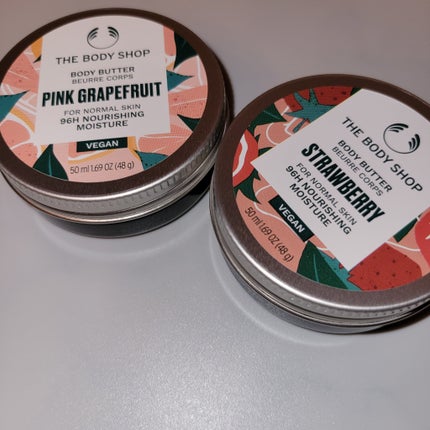 THE BODY SHOP
BODY BUTTER
BEURRE CORPS
PINK GRAPEFRUIT
FOR NORMAL SKIN
96H NOURISHING
MOISTURE
VEGAN
50 ml 1.69 OZ (48 g)
THE BODY SHOP
BODY BUTTER
BEURRE CORPS
STRAWBERRY
FOR NORMAL SKIN
96H NOURISHING
MOISTURE
VEGAN
50 ml 1.69 OZ (48 g)